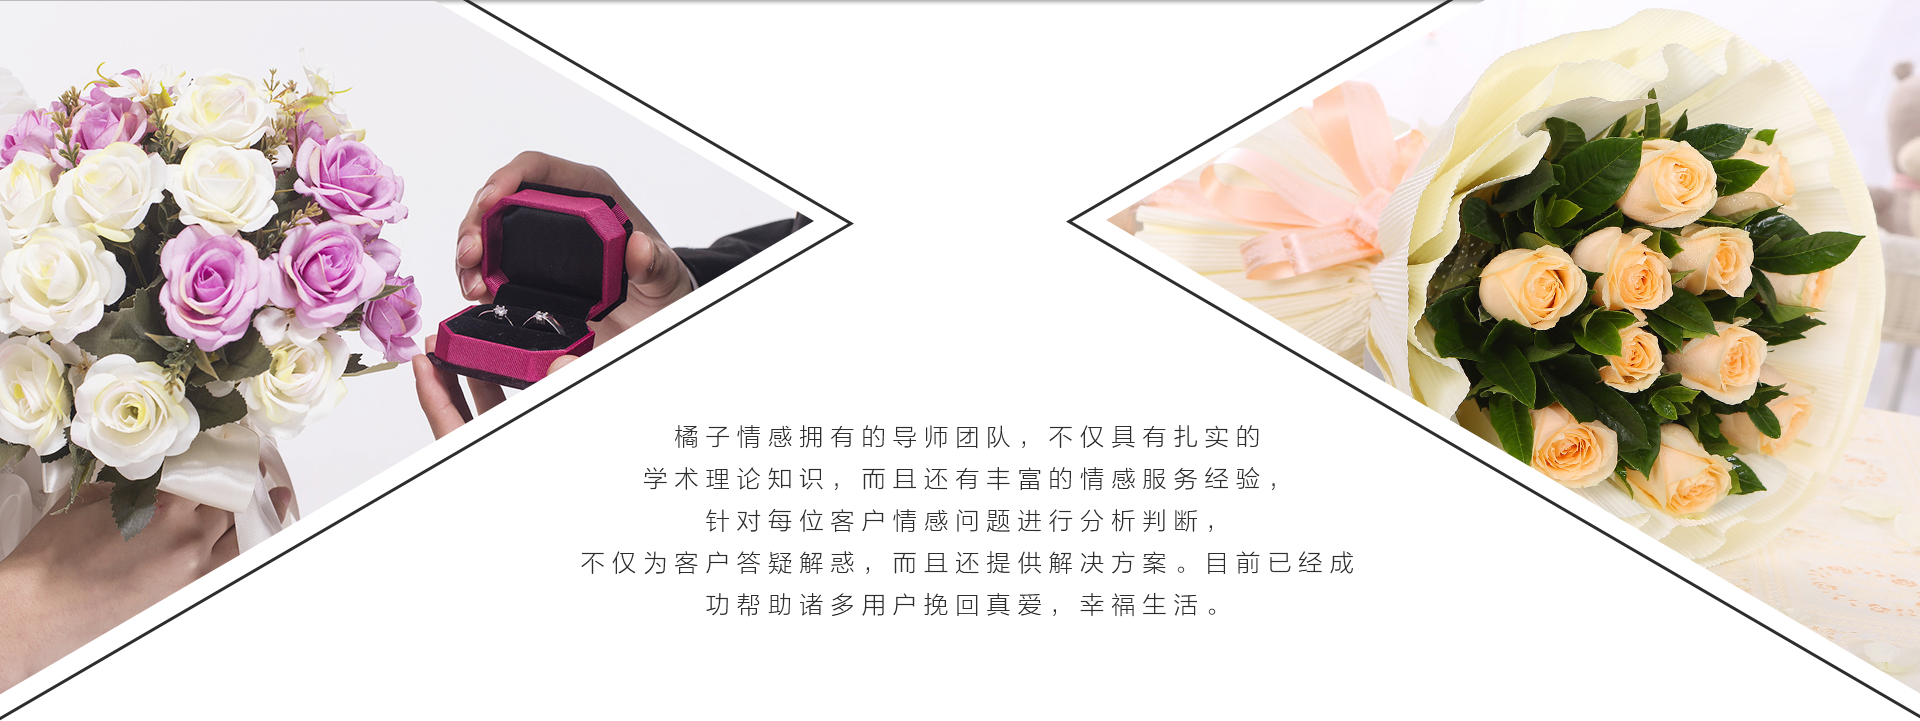 橘子情感拥有的导师团队，不仅具有扎实的
学术理论知识，而且还有丰富的情感服务经验，
针对每位客户情感问题进行分析判断，
不仅为客户答疑解惑，而且还提供解决方案。目前已经成
功帮助诸多用户挽回真爱，幸福生活。